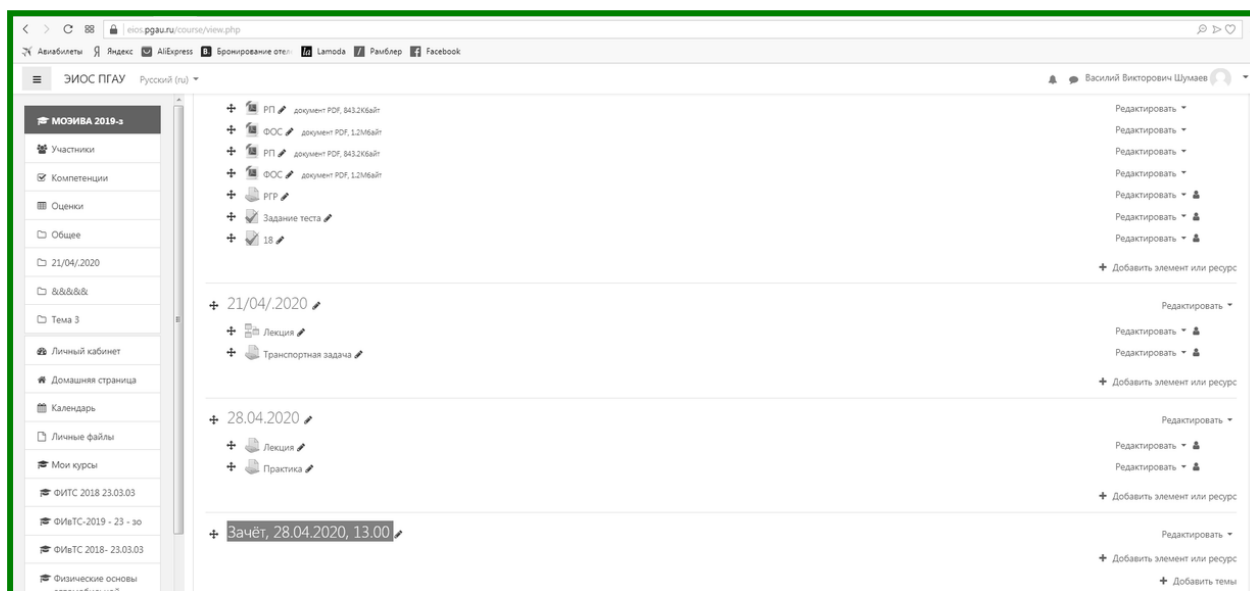 eios.pgau.ru/course/view.php
Авиабилеты Яндекс AliExpress Бронирование отел Lamoda Рамблер Facebook
ЭИОС ПГАУ Русский (ru) Василий Викторович Шумаев
МОЭИВА 2019-з
Участники
Компетенции
Оценки
Общее
21/04/.2020
&&&&&
Тема 3
Личный кабинет
Домашняя страница
Календарь
Личные файлы
Мои курсы
ФИТС 2018 23.03.03
ФИвТС-2019 - 23 - зо
ФИвТС 2018- 23.03.03
Физические основы
РП документ PDF, 843.2Кбайт Редактировать
ФОС документ PDF, 1.2Мбайт Редактировать
РП документ PDF, 843.2Кбайт Редактировать
ФОС документ PDF, 1.2Мбайт Редактировать
РГР Редактировать
Задание теста Редактировать
18 Редактировать
Добавить элемент или ресурс
21/04/.2020 Редактировать
Лекция Редактировать
Транспортная задача Редактировать
Добавить элемент или ресурс
28.04.2020 Редактировать
Лекция Редактировать
Практика Редактировать
Добавить элемент или ресурс
Зачёт, 28.04.2020, 13.00 Редактировать
Добавить элемент или ресурс
Добавить темы